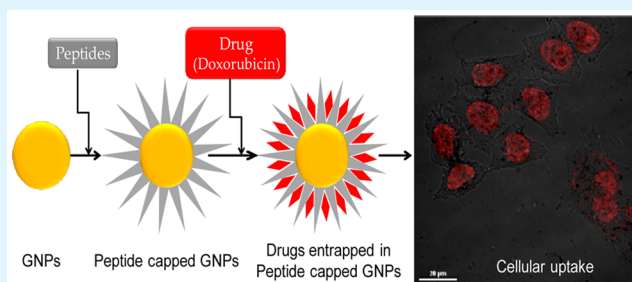 Peptides
Drug
(Doxorubicin)
GNPs
Peptide capped GNPs
Drugs entrapped in
Peptide capped GNPs
20 µm
Cellular uptake